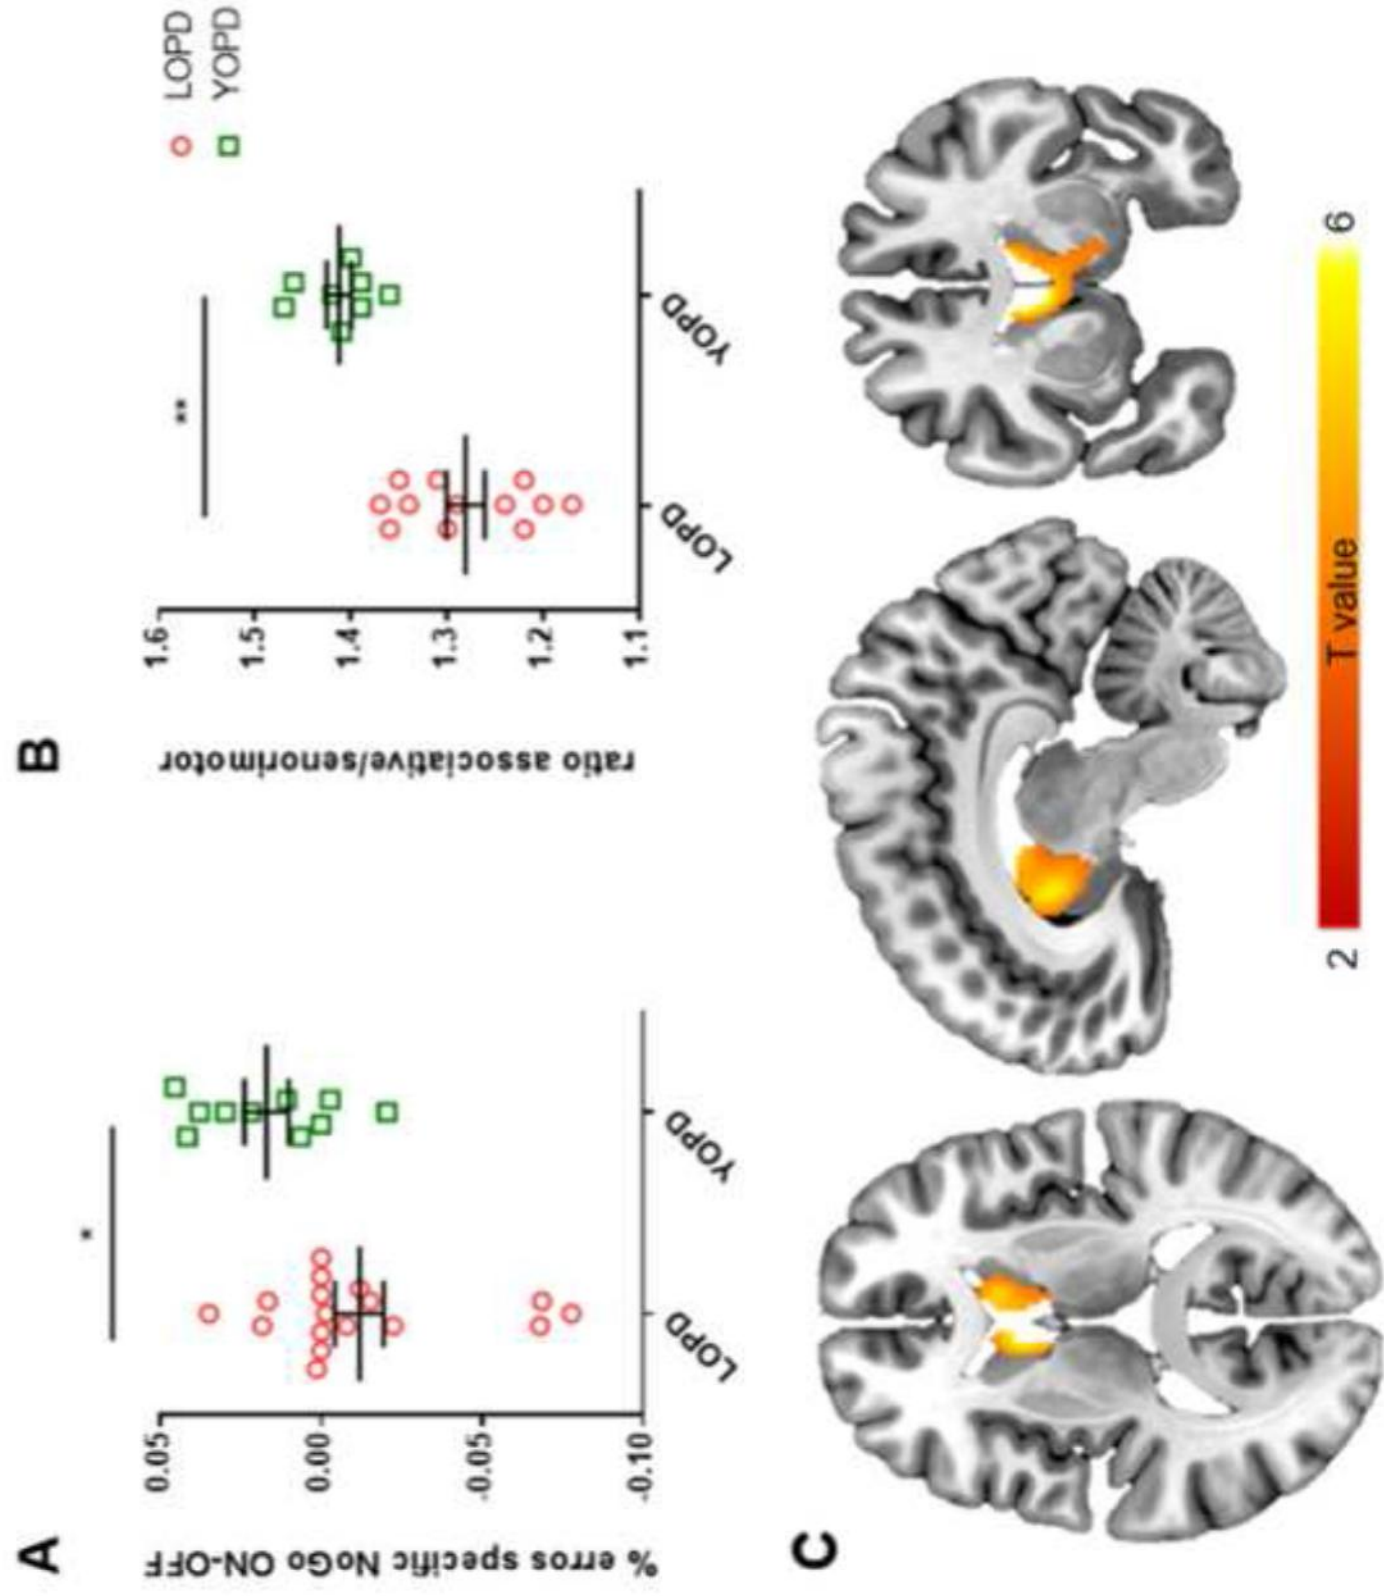 A
% erros specific NoGo ON-OFF
0.05
0.00
-0.05
-0.10
*
LOPD
YOPD
B
ratio associative/senorimotor
1.6
1.5
1.4
1.3
1.2
1.1
**
LOPD
YOPD
LOPD
YOPD
C
2
T value
6